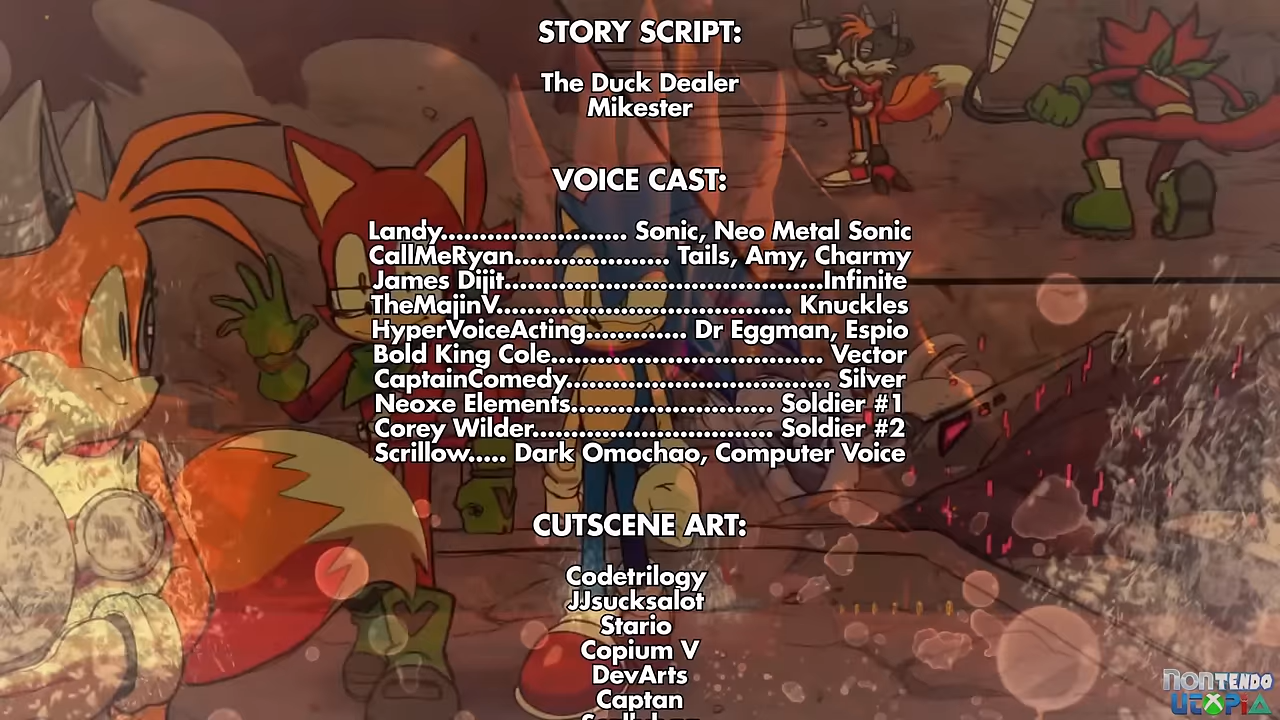 STORY SCRIPT:
The Duck Dealer
Mikester
VOICE CAST:
Landy........................ Sonic, Neo Metal Sonic
CallMeRyan.................... Tails, Amy, Charmy
James Dijit.........................................Infinite
TheMajinV...................................... Knuckles
HyperVoiceActing............. Dr Eggman, Espio
Bold King Cole................................... Vector
CaptainComedy.................................. Silver
Neoxe Elements.......................... Soldier #1
Corey Wilder............................... Soldier #2
Scrillow..... Dark Omochao, Computer Voice
CUTSCENE ART:
Codetrilogy
JJsucksalot
Stario
Copium V
DevArts
Captan
NonTENDO
UTOPIA